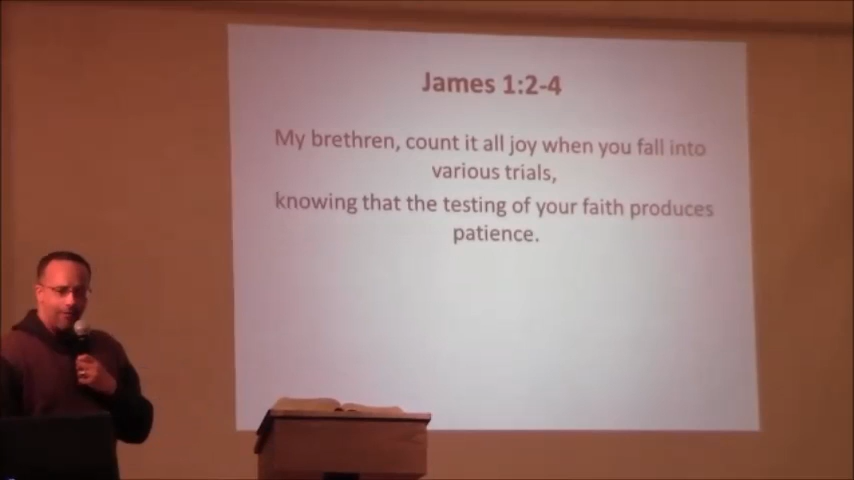 James 1:2-4
My brethren, count it all joy when you fall into
various trials,
knowing that the testing of your faith produces
patience.